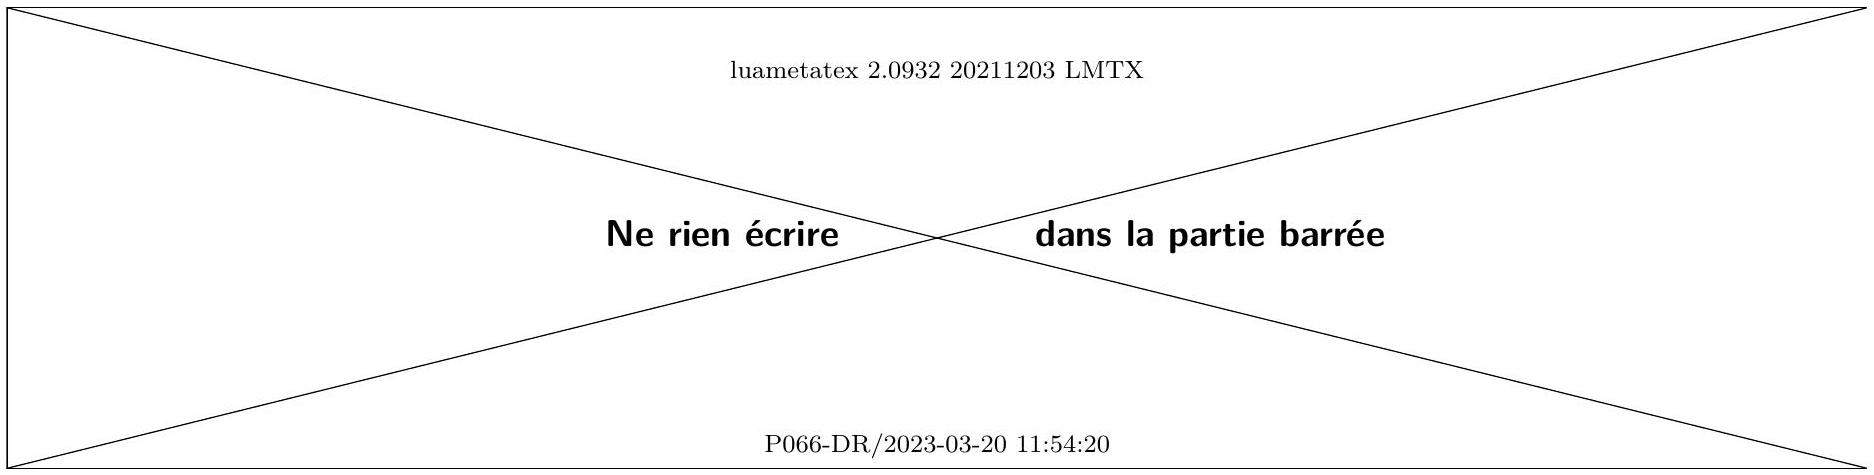 luametatex 2.0932 20211203 LMTX
Ne rien écrire dans la partie barrée
P066-DR/2023-03-20 11:54:20